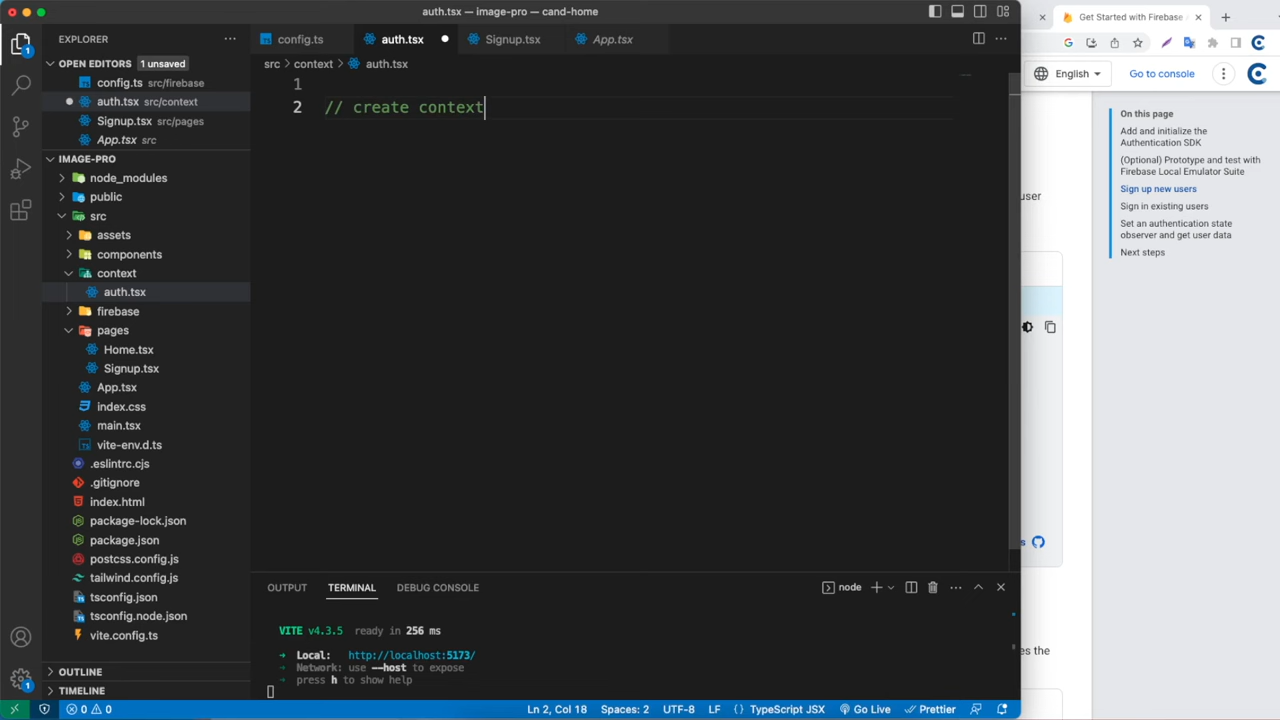 auth.tsx — image-pro — cand-home
EXPLORER
OPEN EDITORS 1 unsaved
config.ts src/firebase
auth.tsx src/context
Signup.tsx src/pages
App.tsx src
IMAGE-PRO
node_modules
public
src
assets
components
context
auth.tsx
firebase
pages
Home.tsx
Signup.tsx
App.tsx
index.css
main.tsx
vite-env.d.ts
.eslintrc.cjs
.gitignore
index.html
package-lock.json
package.json
postcss.config.js
tailwind.config.js
tsconfig.json
tsconfig.node.json
vite.config.ts
OUTLINE
TIMELINE
config.ts auth.tsx Signup.tsx App.tsx
src > context > auth.tsx
1
2 // create context
OUTPUT TERMINAL DEBUG CONSOLE
node
VITE v4.3.5 ready in 256 ms
➜ Local: http://localhost:5173/
➜ Network: use --host to expose
➜ press h to show help
0 0
Ln 2, Col 18 Spaces: 2 UTF-8 LF {} TypeScript JSX Go Live Prettier
Get Started with Firebase
English Go to console
user
On this page
Add and initialize the
Authentication SDK
(Optional) Prototype and test with
Firebase Local Emulator Suite
Sign up new users
Sign in existing users
Set an authentication state
observer and get user data
Next steps
the